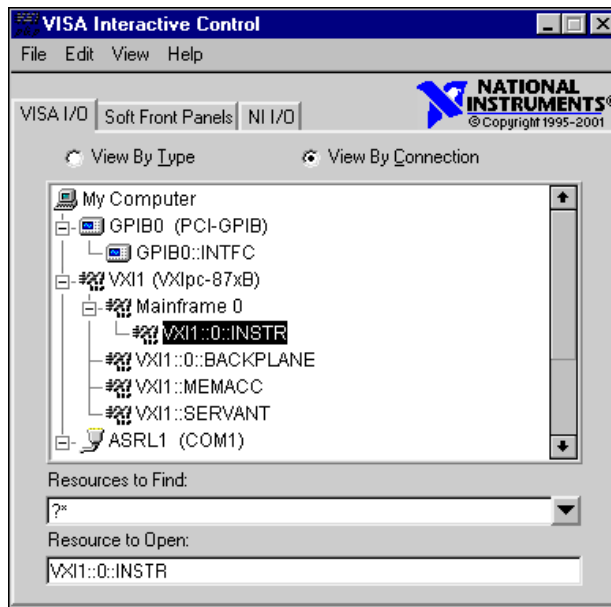 VISA Interactive Control
File Edit View Help
NATIONAL
INSTRUMENTS®
© Copyright 1995-2001
VISA I/O Soft Front Panels NI I/O
View By Type View By Connection
My Computer
GPIB0 (PCI-GPIB)
GPIB0::INTFC
VXI1 (VXIpc-87xB)
Mainframe 0
VXI1::0::INSTR
VXI1::0::BACKPLANE
VXI1::MEMACC
VXI1::SERVANT
ASRL1 (COM1)
Resources to Find:
?*
Resource to Open:
VXI1::0::INSTR